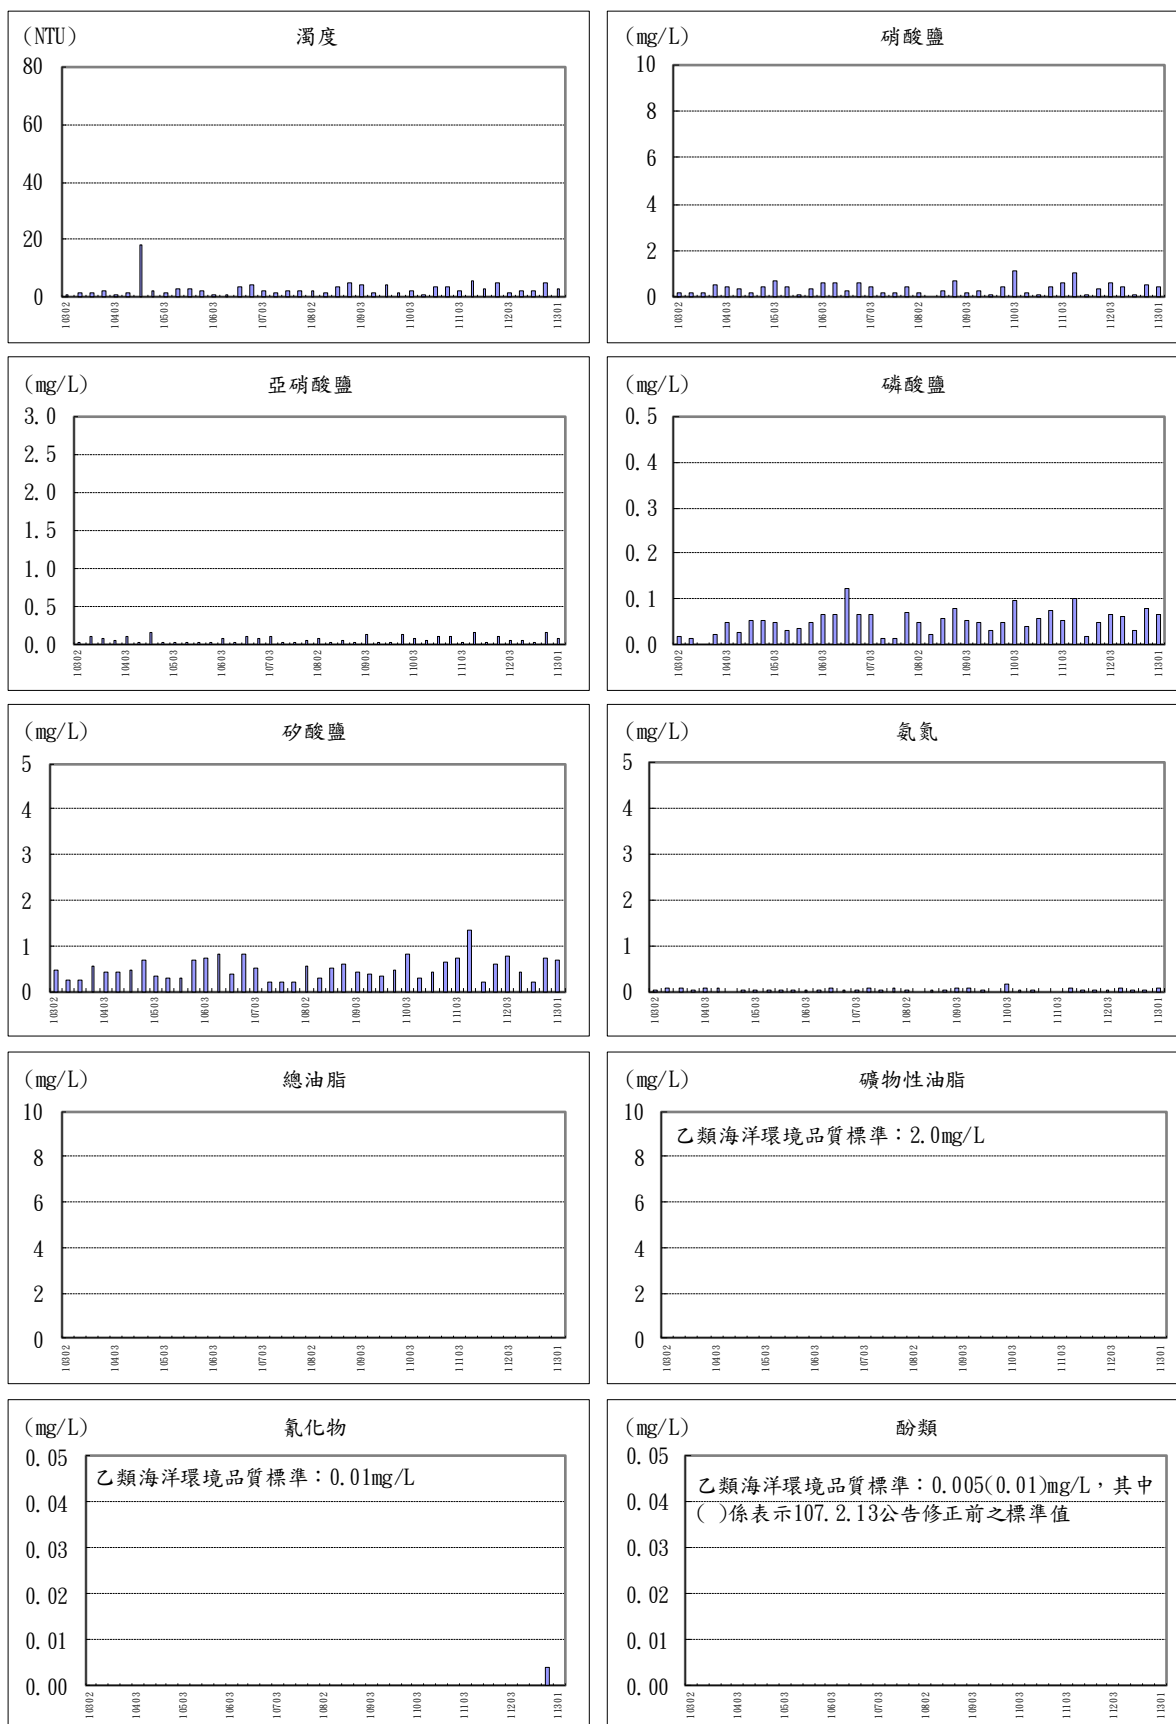 (NTU) 濁度
80
60
40
20
0
10302 10403 10503 10603 10703 10802 10903 11003 11103 11203 11301
(mg/L) 硝酸鹽
10
8
6
4
2
0
10302 10403 10503 10603 10703 10802 10903 11003 11103 11203 11301
(mg/L) 亞硝酸鹽
3.0
2.5
2.0
1.5
1.0
0.5
0.0
10302 10403 10503 10603 10703 10802 10903 11003 11103 11203 11301
(mg/L) 磷酸鹽
0.5
0.4
0.3
0.2
0.1
0.0
10302 10403 10503 10603 10703 10802 10903 11003 11103 11203 11301
(mg/L) 矽酸鹽
5
4
3
2
1
0
10302 10403 10503 10603 10703 10802 10903 11003 11103 11203 11301
(mg/L) 氨氮
5
4
3
2
1
0
10302 10403 10503 10603 10703 10802 10903 11003 11103 11203 11301
(mg/L) 總油脂
10
8
6
4
2
0
10302 10403 10503 10603 10703 10802 10903 11003 11103 11203 11301
(mg/L) 礦物性油脂
乙類海洋環境品質標準：2.0mg/L
10
8
6
4
2
0
10302 10403 10503 10603 10703 10802 10903 11003 11103 11203 11301
(mg/L) 氰化物
乙類海洋環境品質標準：0.01mg/L
0.05
0.04
0.03
0.02
0.01
0.00
10302 10403 10503 10603 10703 10802 10903 11003 11103 11203 11301
(mg/L) 酚類
乙類海洋環境品質標準：0.005(0.01)mg/L，其中
( )係表示107.2.13公告修正前之標準值
0.05
0.04
0.03
0.02
0.01
0.00
10302 10403 10503 10603 10703 10802 10903 11003 11103 11203 11301